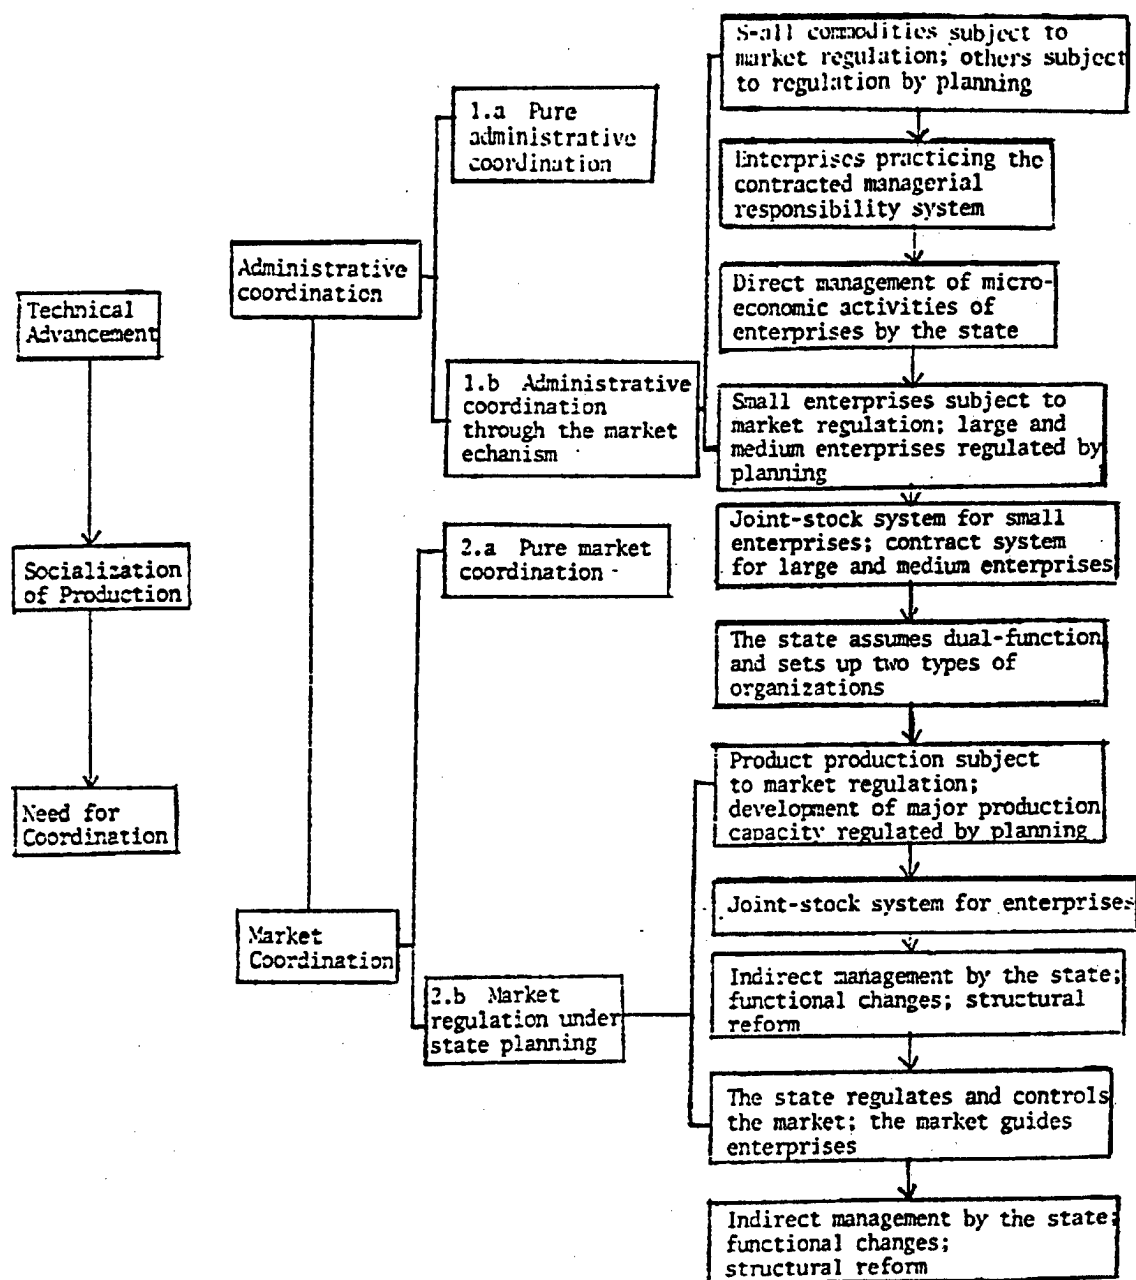 Technical
Advancement
Socialization
of Production
Need for
Coordination
Administrative
coordination
Market
Coordination
1.a Pure
administrative
coordination
1.b Administrative
coordination
through the market
echanism
2.a Pure market
coordination
2.b Market
regulation under
state planning
S-all commodities subject to
market regulation; others subject
to regulation by planning
Enterprises practicing the
contracted managerial
responsibility system
Direct management of micro-
economic activities of
enterprises by the state
Small enterprises subject to
market regulation; large and
medium enterprises regulated by
planning
Joint-stock system for small
enterprises; contract system
for large and medium enterprises
The state assumes dual-function
and sets up two types of
organizations
Product production subject
to market regulation;
development of major production
capacity regulated by planning
Joint-stock system for enterprises
Indirect management by the state;
functional changes; structural
reform
The state regulates and controls
the market; the market guides
enterprises
Indirect management by the state;
functional changes;
structural reform